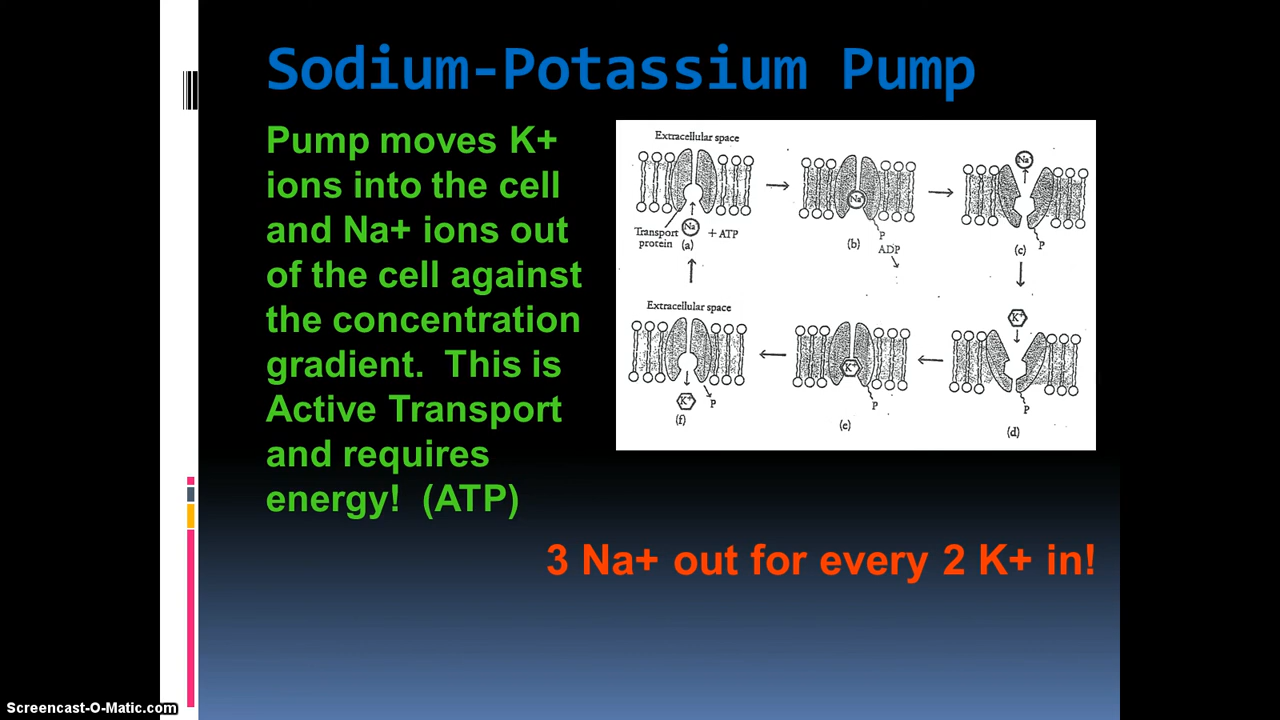 Sodium-Potassium Pump
Pump moves K+
ions into the cell
and Na+ ions out
of the cell against
the concentration
gradient.  This is
Active Transport
and requires
energy!  (ATP)
Extracellular space
Na
+ ATP
Transport
protein
(a)
Na
P
ADP
(b)
Na
P
(c)
Extracellular space
K+
P
(f)
K+
P
(e)
K+
P
(d)
3 Na+ out for every 2 K+ in!
Screencast-O-Matic.com